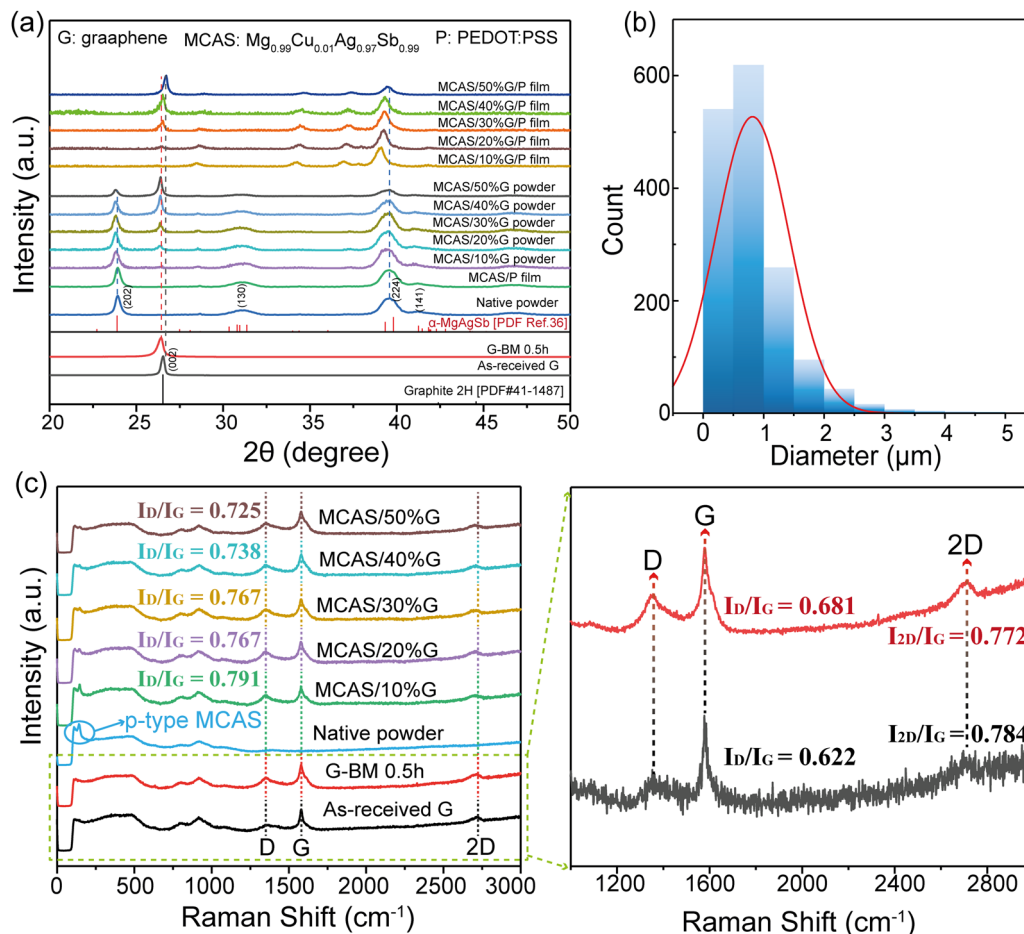 (a)
G: graaphene MCAS: Mg0.99Cu0.01Ag0.97Sb0.99 P: PEDOT:PSS
MCAS/50%G/P film
MCAS/40%G/P film
MCAS/30%G/P film
MCAS/20%G/P film
MCAS/10%G/P film
MCAS/50%G powder
MCAS/40%G powder
MCAS/30%G powder
MCAS/20%G powder
MCAS/10%G powder
MCAS/P film
(202)
(130)
(224)
(141)
Native powder
α-MgAgSb [PDF Ref.36]
G-BM 0.5h
(002)
As-received G
Graphite 2H [PDF#41-1487]
Intensity (a.u.)
20 25 30 35 40 45 50
2θ (degree)
(b)
600
400
200
0
Count
0 1 2 3 4 5
Diameter (μm)
(c)
ID/IG = 0.725 MCAS/50%G
ID/IG = 0.738 MCAS/40%G
ID/IG = 0.767 MCAS/30%G
ID/IG = 0.767 MCAS/20%G
ID/IG = 0.791 MCAS/10%G
p-type MCAS
Native powder
G-BM 0.5h
As-received G
D G 2D
Intensity (a.u.)
0 500 1000 1500 2000 2500 3000
Raman Shift (cm-1)
D G 2D
ID/IG = 0.681
I2D/IG = 0.772
ID/IG = 0.622
I2D/IG = 0.784
1200 1600 2000 2400 2800
Raman Shift (cm-1)